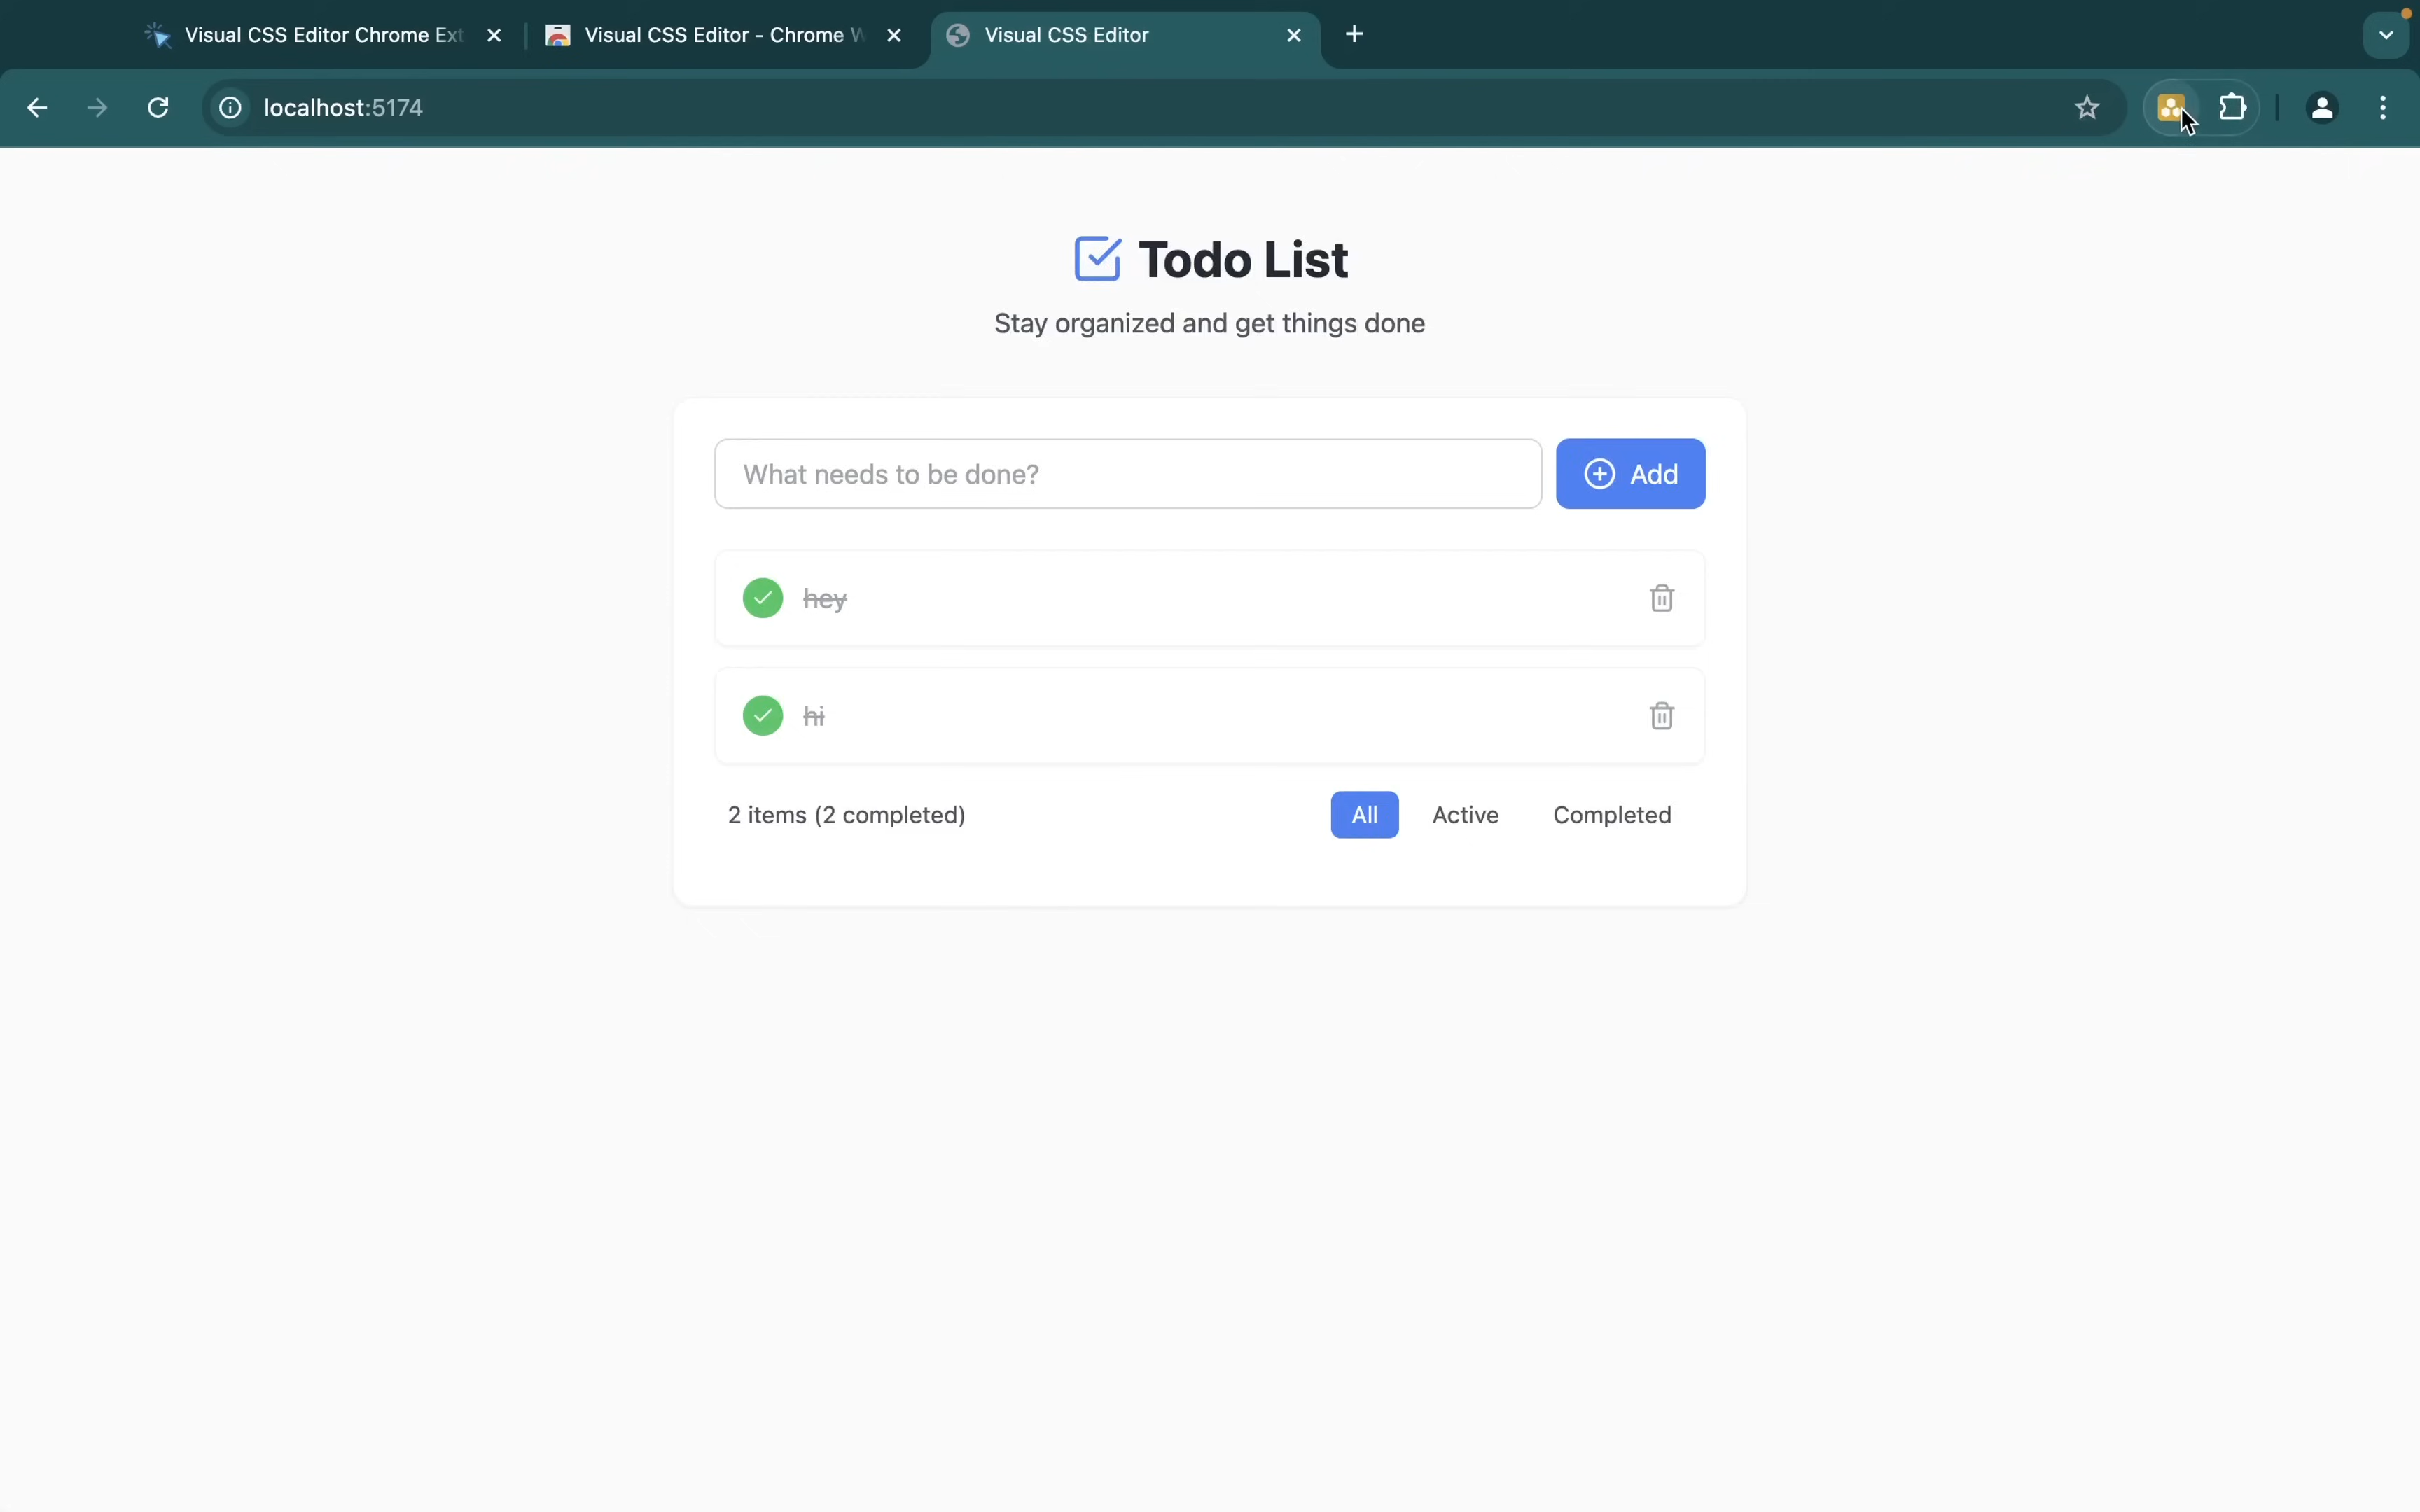 Visual CSS Editor Chrome Ext
Visual CSS Editor - Chrome W
Visual CSS Editor
localhost:5174
Todo List
Stay organized and get things done
What needs to be done?
Add
hey
hi
2 items (2 completed)
All
Active
Completed